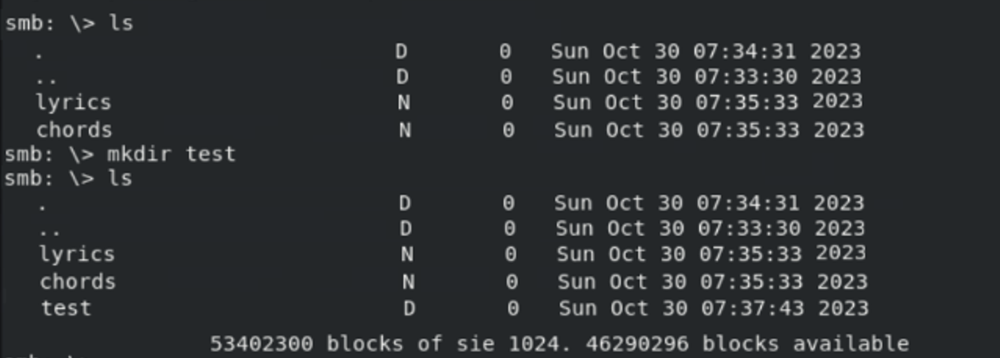 smb: \> ls
. D 0 Sun Oct 30 07:34:31 2023
.. D 0 Sun Oct 30 07:33:30 2023
lyrics N 0 Sun Oct 30 07:35:33 2023
chords N 0 Sun Oct 30 07:35:33 2023
smb: \> mkdir test
smb: \> ls
. D 0 Sun Oct 30 07:34:31 2023
.. D 0 Sun Oct 30 07:33:30 2023
lyrics N 0 Sun Oct 30 07:35:33 2023
chords N 0 Sun Oct 30 07:35:33 2023
test D 0 Sun Oct 30 07:37:43 2023
53402300 blocks of sie 1024. 46290296 blocks available